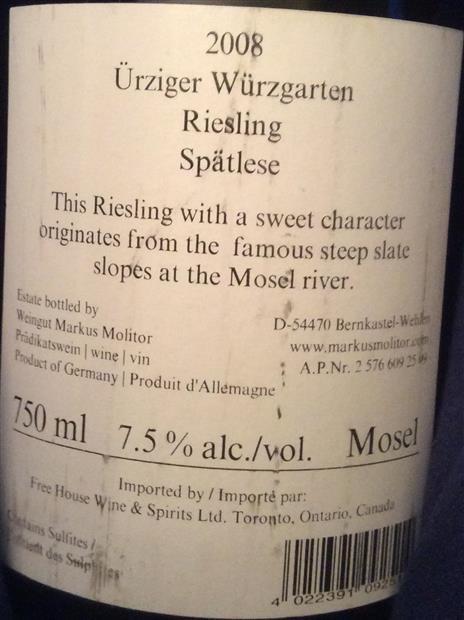 2008
Ürziger Würzgarten
Riesling
Spätlese
This Riesling with a sweet character
originates from the famous steep slate
slopes at the Mosel river.
Estate bottled by
Weingut Markus Molitor
Prädikatswein | wine | vin
Product of Germany | Produit d'Allemagne
D-54470 Bernkastel-Wehlen
www.markusmolitor.com
A.P.Nr. 2 576 609 25 09
750 ml 7.5 % alc./vol. Mosel
Imported by / Importé par:
Free House Wine & Spirits Ltd. Toronto, Ontario, Canada
Contains Sulfites /
des Sulphites
4 022391